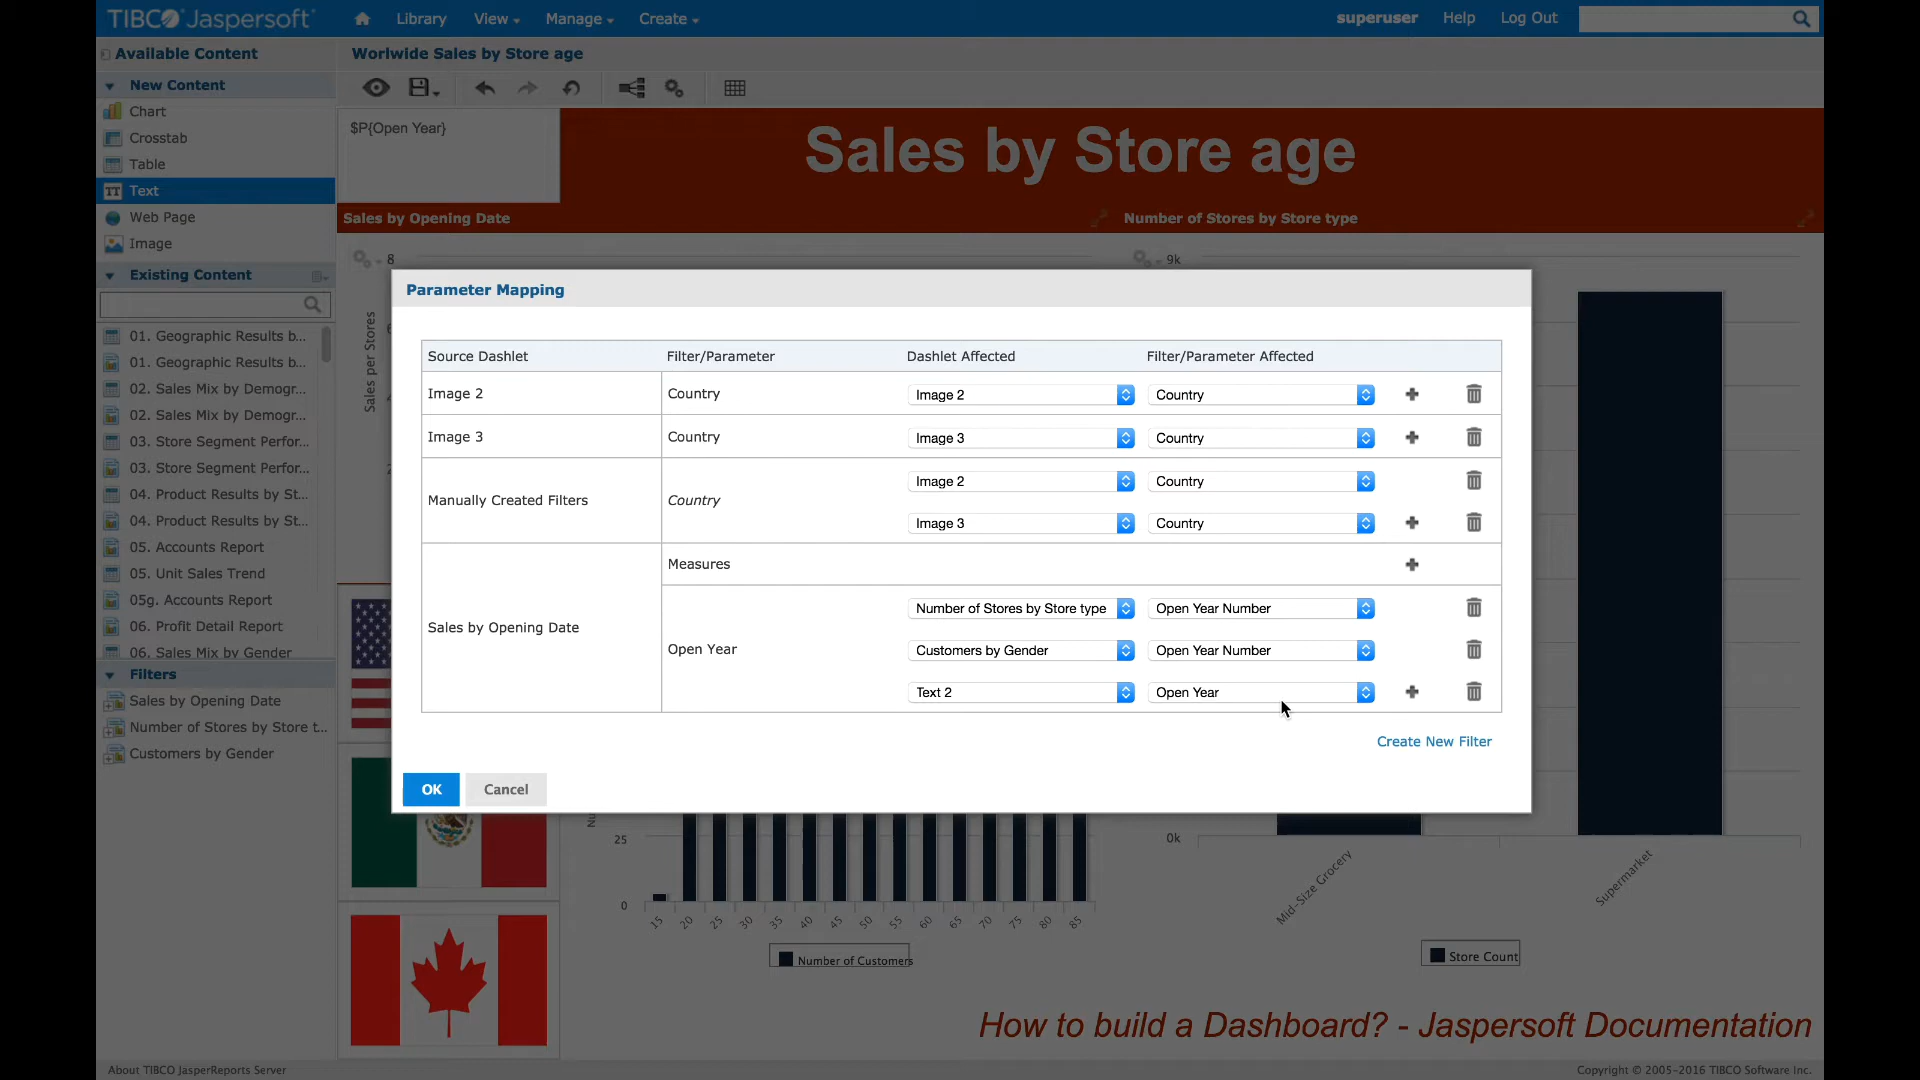 TIBCO Jaspersoft
Library
View
Manage
Create
superuser
Help
Log Out
Available Content
Worlwide Sales by Store age
New Content
Chart
Crosstab
Table
Text
Web Page
Image
$P{Open Year}
Sales by Store age
Sales by Opening Date
Number of Stores by Store type
Existing Content
01. Geographic Results b...
01. Geographic Results b...
02. Sales Mix by Demogr...
02. Sales Mix by Demogr...
03. Store Segment Perfor...
03. Store Segment Perfor...
04. Product Results by St...
04. Product Results by St...
05. Accounts Report
05. Unit Sales Trend
05g. Accounts Report
06. Profit Detail Report
06. Sales Mix by Gender
Filters
Sales by Opening Date
Number of Stores by Store t...
Customers by Gender
8
Sales per Stores
9k
Parameter Mapping
Source Dashlet Filter/Parameter Dashlet Affected Filter/Parameter Affected
Image 2 Country Image 2 Country
Image 3 Country Image 3 Country
Manually Created Filters Country Image 2 Country
Image 3 Country
Sales by Opening Date Measures
Open Year Number of Stores by Store type Open Year Number
Customers by Gender Open Year Number
Text 2 Open Year
Create New Filter
OK Cancel
25
0
15 20 25 30 35 40 45 50 55 60 65 70 75 80 85
Number of Customers
0k
Mid-Size Grocery
Supermarket
Store Count
How to build a Dashboard? - Jaspersoft Documentation
About TIBCO JasperReports Server
Copyright © 2005-2016 TIBCO Software Inc.